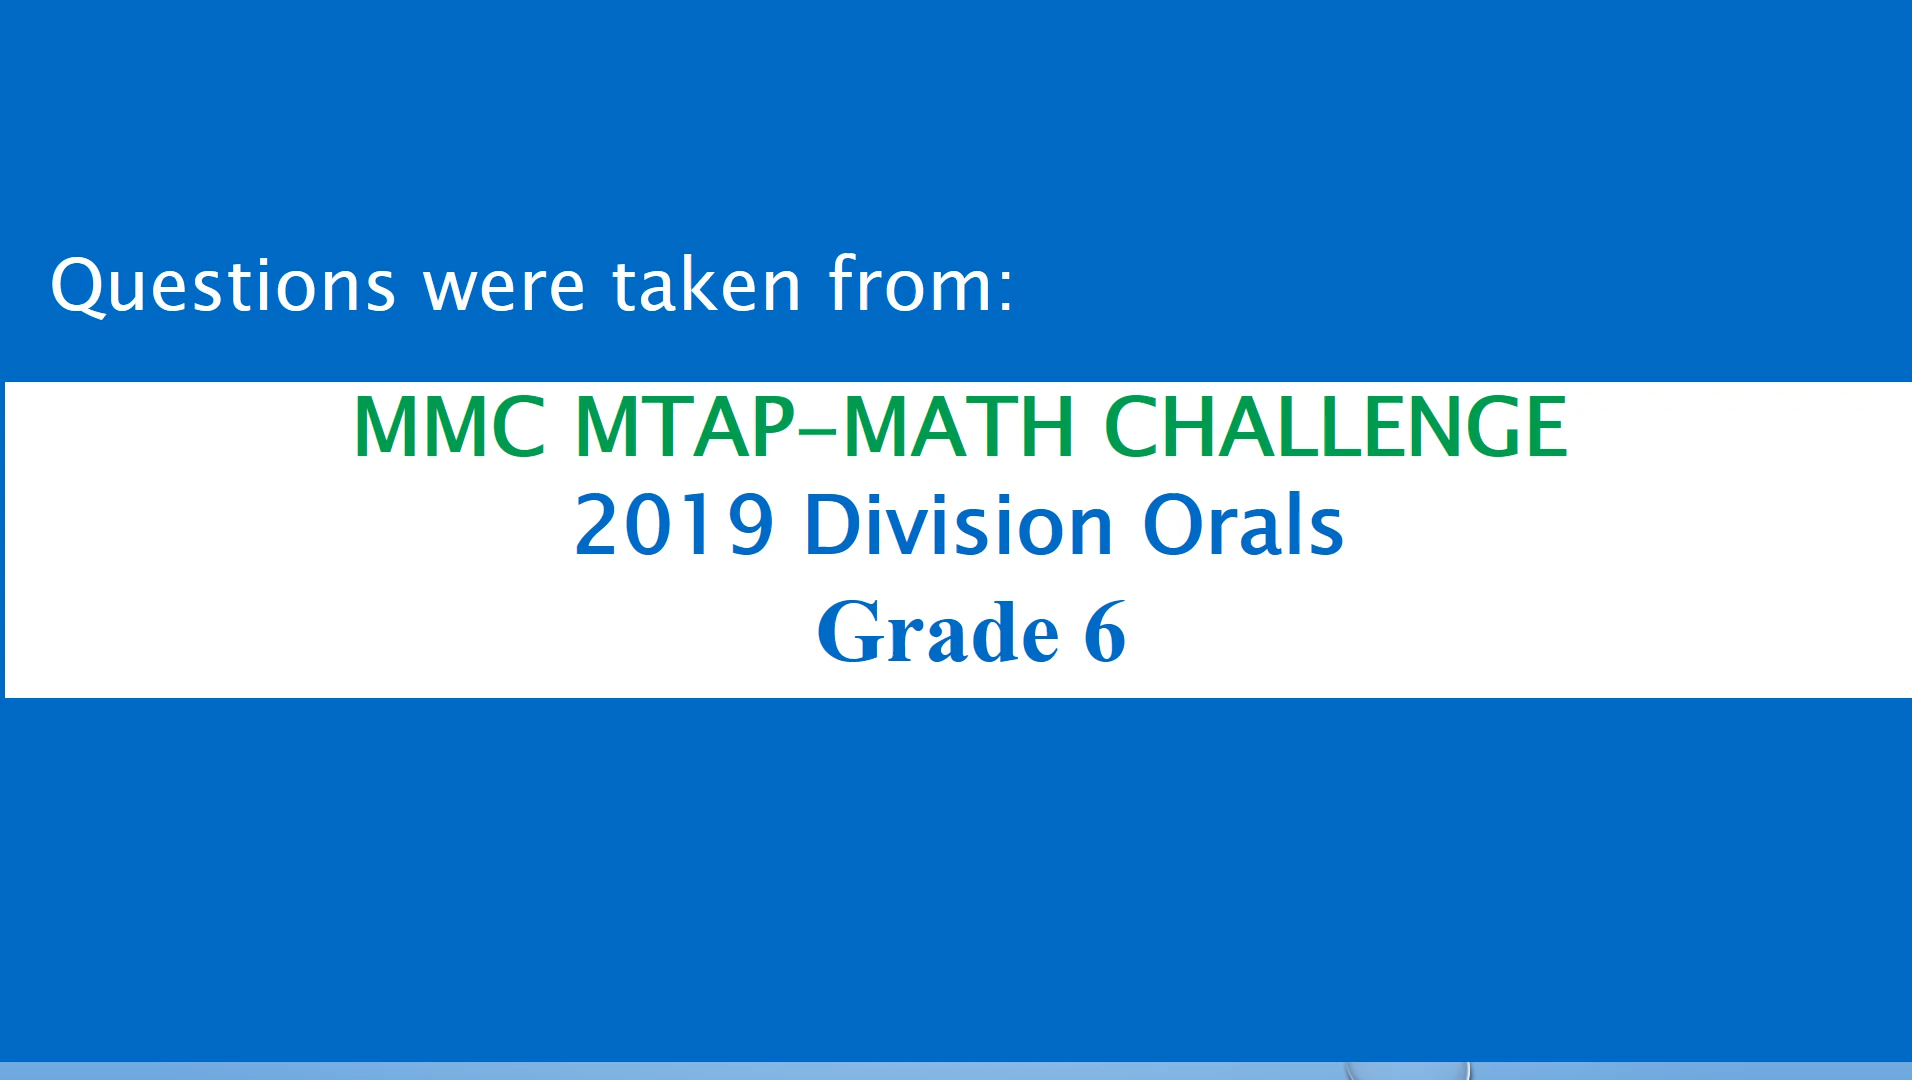 Questions were taken from:
MMC MTAP-MATH CHALLENGE
2019 Division Orals
Grade 6